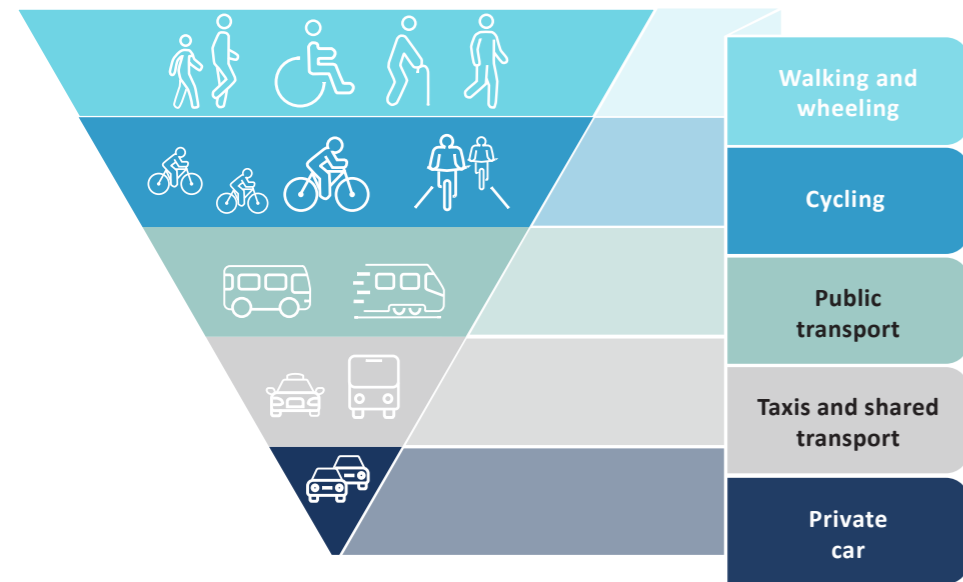 Walking and
wheeling
Cycling
Public
transport
Taxis and shared
transport
Private
car